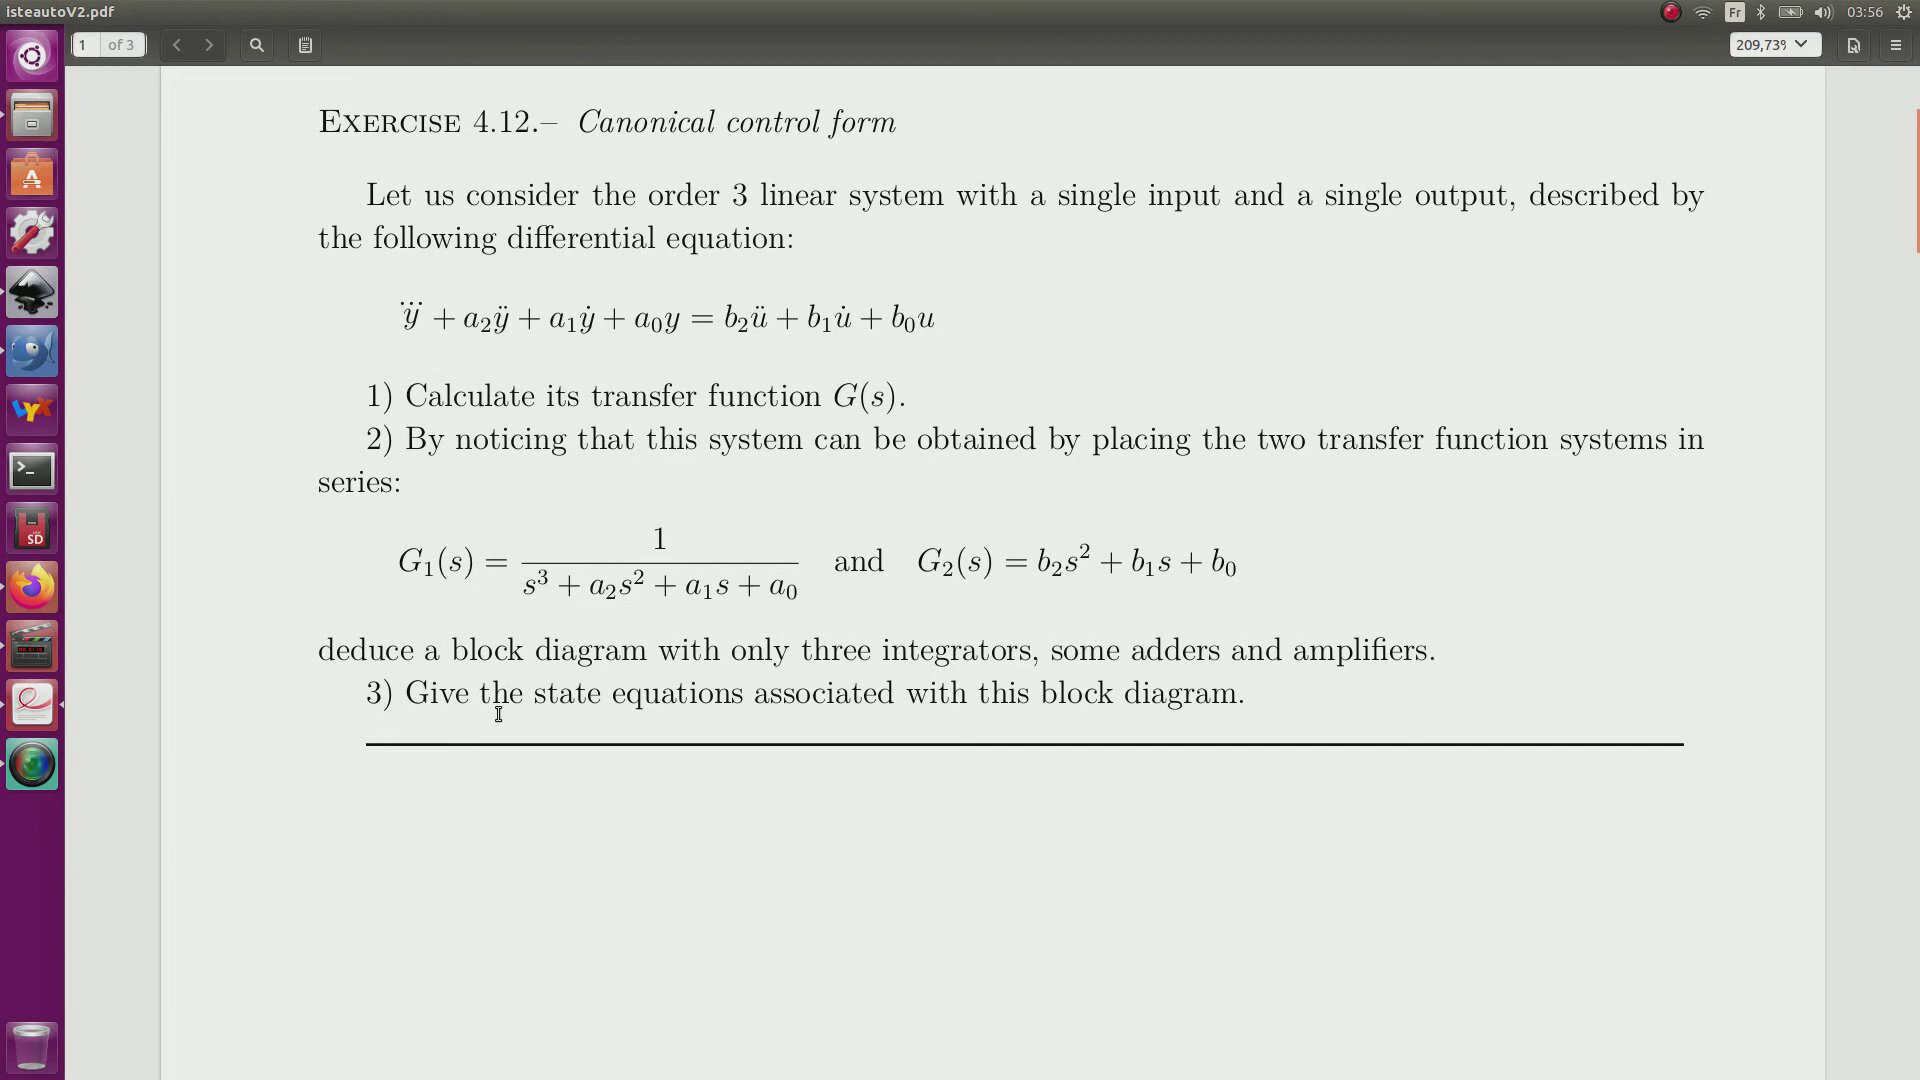 isteautoV2.pdf
Fr
03:56
1 of 3
209,73%
EXERCISE 4.12.– Canonical control form
Let us consider the order 3 linear system with a single input and a single output, described by
the following differential equation:
y⃛ + a₂ÿ + a₁ẏ + a₀y = b₂ü + b₁u̇ + b₀u
1) Calculate its transfer function G(s).
2) By noticing that this system can be obtained by placing the two transfer function systems in
series:
G₁(s) = 1 / (s³ + a₂s² + a₁s + a₀) and G₂(s) = b₂s² + b₁s + b₀
deduce a block diagram with only three integrators, some adders and amplifiers.
3) Give the state equations associated with this block diagram.
LYX
SD